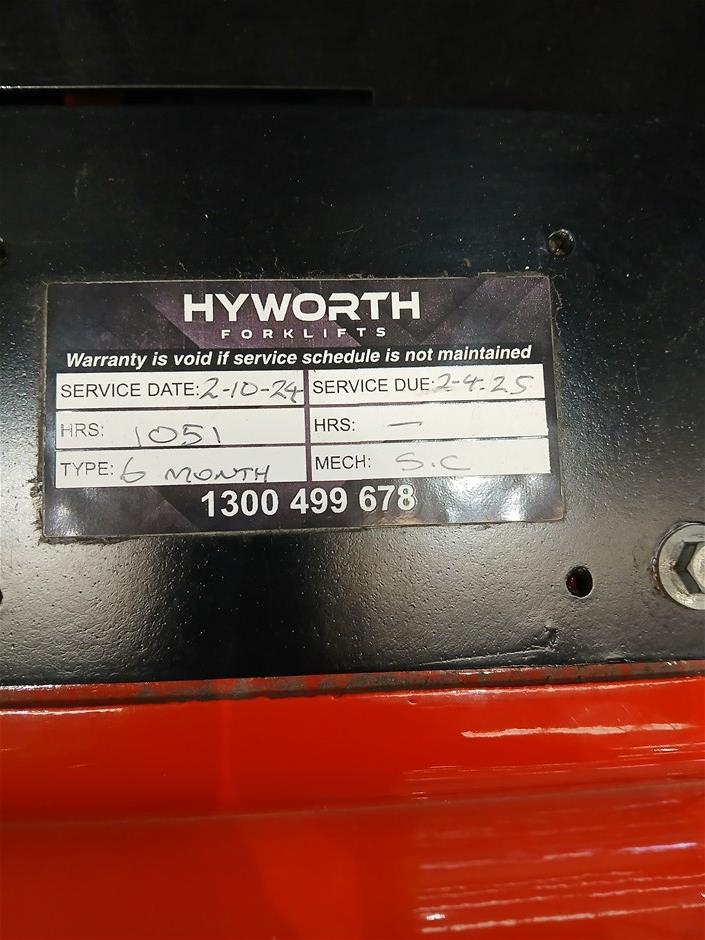 HYWORTH
FORKLIFTS
Warranty is void if service schedule is not maintained
SERVICE DATE: 2-10-24 SERVICE DUE: 2-4.25
HRS: 1051 HRS: —
TYPE: 6 MONTH MECH: S.C
1300 499 678